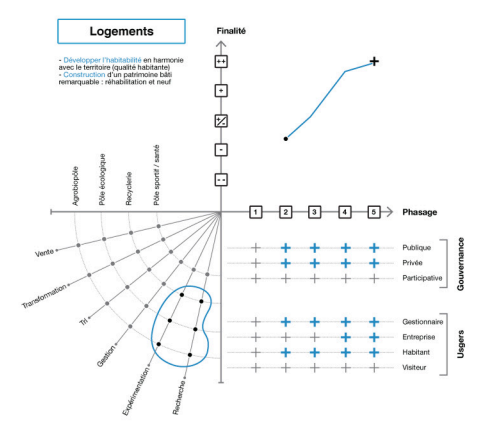 Logements
- Développer l'habitabilité en harmonie
avec le territoire (qualité habitante)
- Construction d'un patrimoine bâti
remarquable : réhabilitation et neuf
Finalité
++
+
+/-
-
--
Agrobiopôle
Pôle écologique
Recyclerie
Pôle sportif / santé
1
2
3
4
5
Phasage
Vente
Transformation
Tri
Gestion
Expérimentation
Recherche
Publique
Privée
Participative
Gouvernance
Gestionnaire
Entreprise
Habitant
Visiteur
Usgers